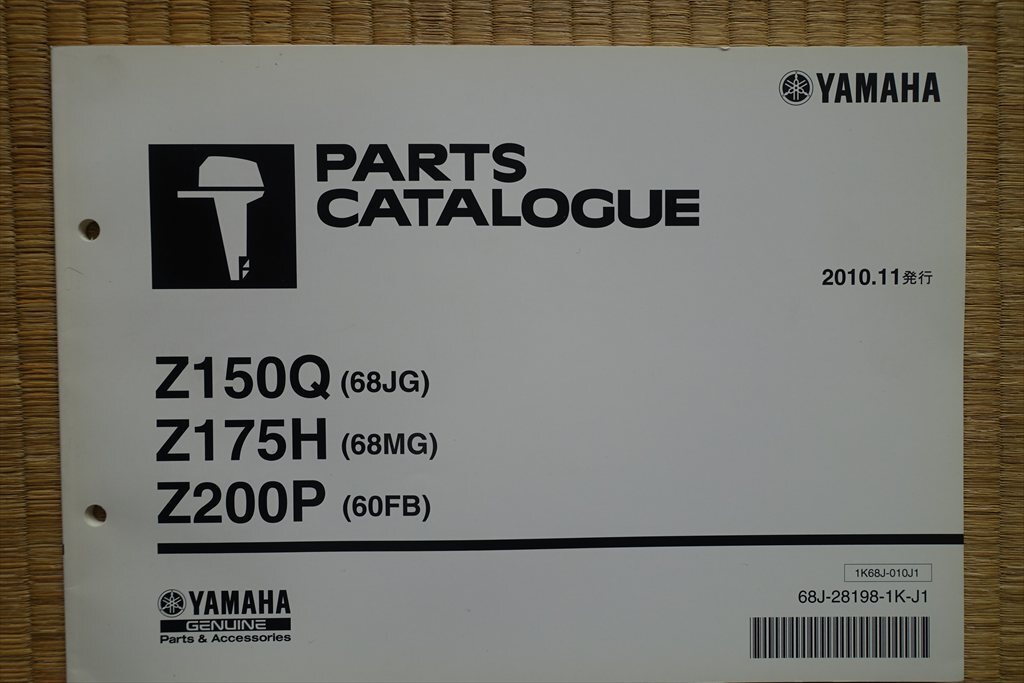 YAMAHA
PARTS
CATALOGUE
2010.11発行
Z150Q (68JG)
Z175H (68MG)
Z200P (60FB)
1K68J-010J1
68J-28198-1K-J1
YAMAHA
GENUINE
Parts & Accessories